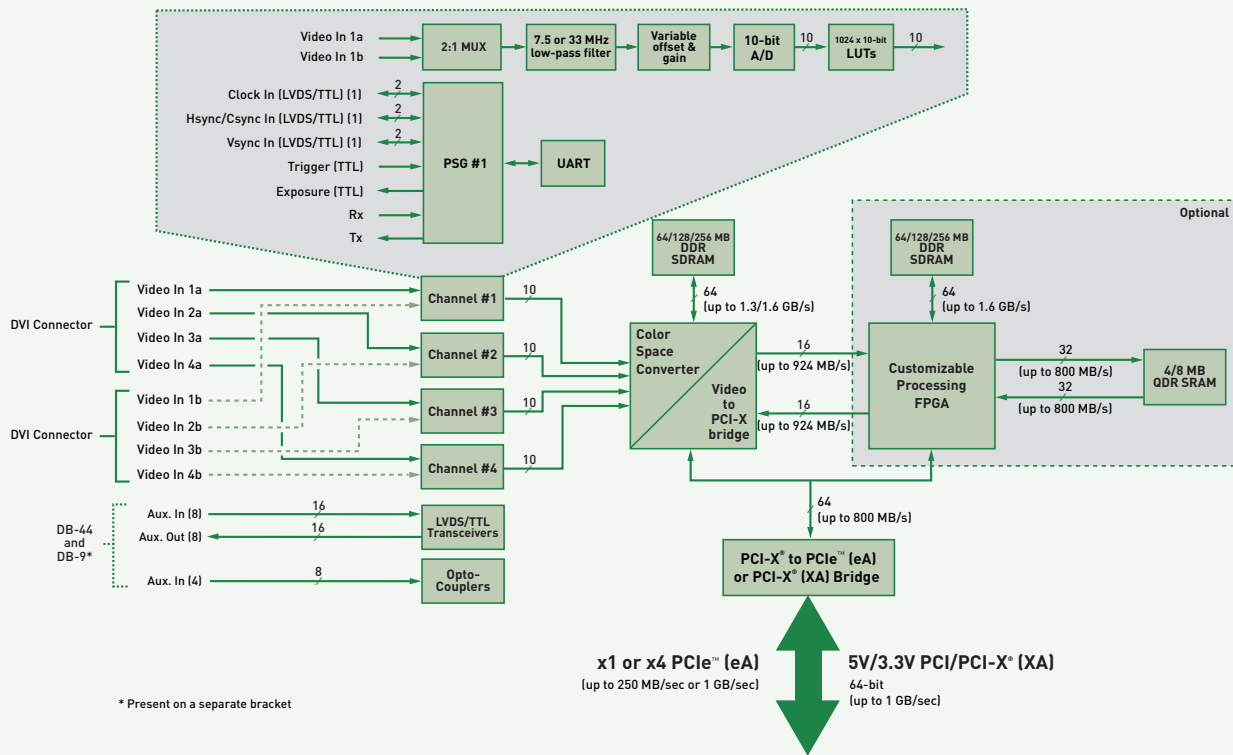 Video In 1a
Video In 1b
2:1 MUX
7.5 or 33 MHz
low-pass filter
Variable
offset &
gain
10-bit
A/D
10
1024 x 10-bit
LUTs
10
Clock In (LVDS/TTL) (1)
2
Hsync/Csync In (LVDS/TTL) (1)
2
Vsync In (LVDS/TTL) (1)
2
Trigger (TTL)
Exposure (TTL)
Rx
Tx
PSG #1
UART
Optional
64/128/256 MB
DDR
SDRAM
64
(up to 1.3/1.6 GB/s)
64/128/256 MB
DDR
SDRAM
64
(up to 1.6 GB/s)
DVI Connector
Video In 1a
Video In 2a
Video In 3a
Video In 4a
DVI Connector
Video In 1b
Video In 2b
Video In 3b
Video In 4b
Channel #1
10
Channel #2
10
Channel #3
10
Channel #4
10
Color
Space
Converter
Video
to
PCI-X
bridge
16
(up to 924 MB/s)
16
(up to 924 MB/s)
Customizable
Processing
FPGA
32
(up to 800 MB/s)
32
(up to 800 MB/s)
4/8 MB
QDR SRAM
DB-44
and
DB-9*
Aux. In (8)
16
Aux. Out (8)
16
LVDS/TTL
Transceivers
Aux. In (4)
8
Opto-
Couplers
64
(up to 800 MB/s)
PCI-X® to PCIe™ (eA)
or PCI-X® (XA) Bridge
x1 or x4 PCIe™ (eA)
(up to 250 MB/sec or 1 GB/sec)
5V/3.3V PCI/PCI-X® (XA)
64-bit
(up to 1 GB/sec)
* Present on a separate bracket